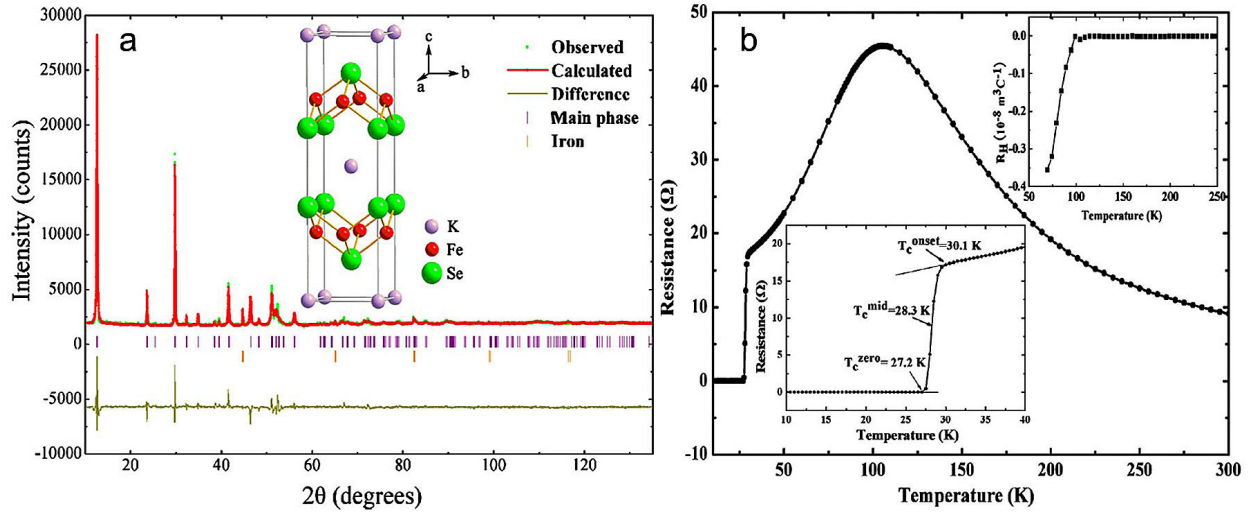 a
30000
25000
20000
15000
10000
5000
0
-5000
-10000
Intensity (counts)
20
40
60
80
100
120
2θ (degrees)
c
b
a
Observed
Calculated
Difference
Main phase
Iron
K
Fe
Se
b
50
40
30
20
10
0
-10
Resistance (Ω)
50
100
150
200
250
300
Temperature (K)
0.0
-0.1
-0.2
-0.3
-0.4
R_H (10⁻⁸ m³C⁻¹)
50
100
150
200
250
Temperature (K)
20
15
10
5
0
Resistance (Ω)
10
15
20
25
30
35
40
Temperature (K)
T_c^onset=30.1 K
T_c^mid=28.3 K
T_c^zero=27.2 K